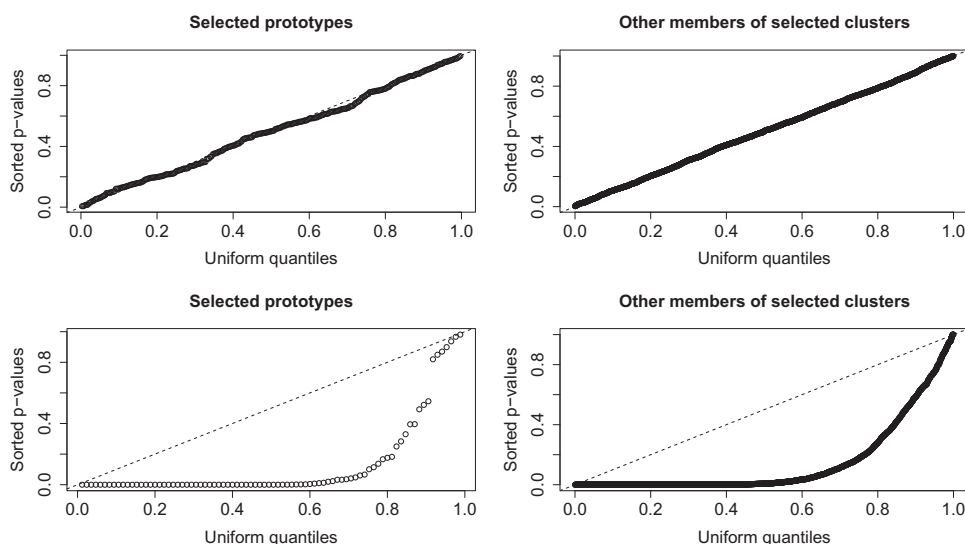 Selected prototypes
Sorted p−values
0.0 0.4 0.8
0.0 0.2 0.4 0.6 0.8 1.0
Uniform quantiles
Other members of selected clusters
Sorted p−values
0.0 0.4 0.8
0.0 0.2 0.4 0.6 0.8 1.0
Uniform quantiles
Selected prototypes
Sorted p−values
0.0 0.4 0.8
0.0 0.2 0.4 0.6 0.8 1.0
Uniform quantiles
Other members of selected clusters
Sorted p−values
0.0 0.4 0.8
0.0 0.2 0.4 0.6 0.8 1.0
Uniform quantiles